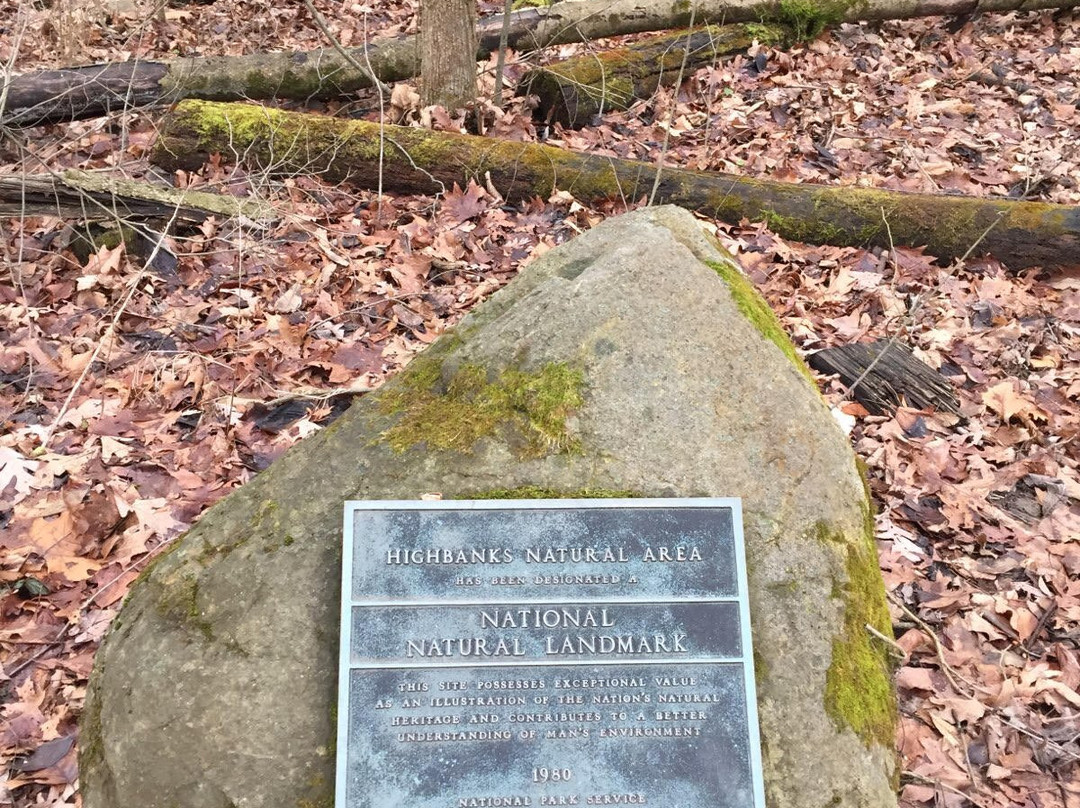 HIGHBANKS NATURAL AREA
HAS BEEN DESIGNATED A
NATIONAL
NATURAL LANDMARK
THIS SITE POSSESSES EXCEPTIONAL VALUE
AS AN ILLUSTRATION OF THE NATION'S NATURAL
HERITAGE AND CONTRIBUTES TO A BETTER
UNDERSTANDING OF MAN'S ENVIRONMENT
1980
NATIONAL PARK SERVICE